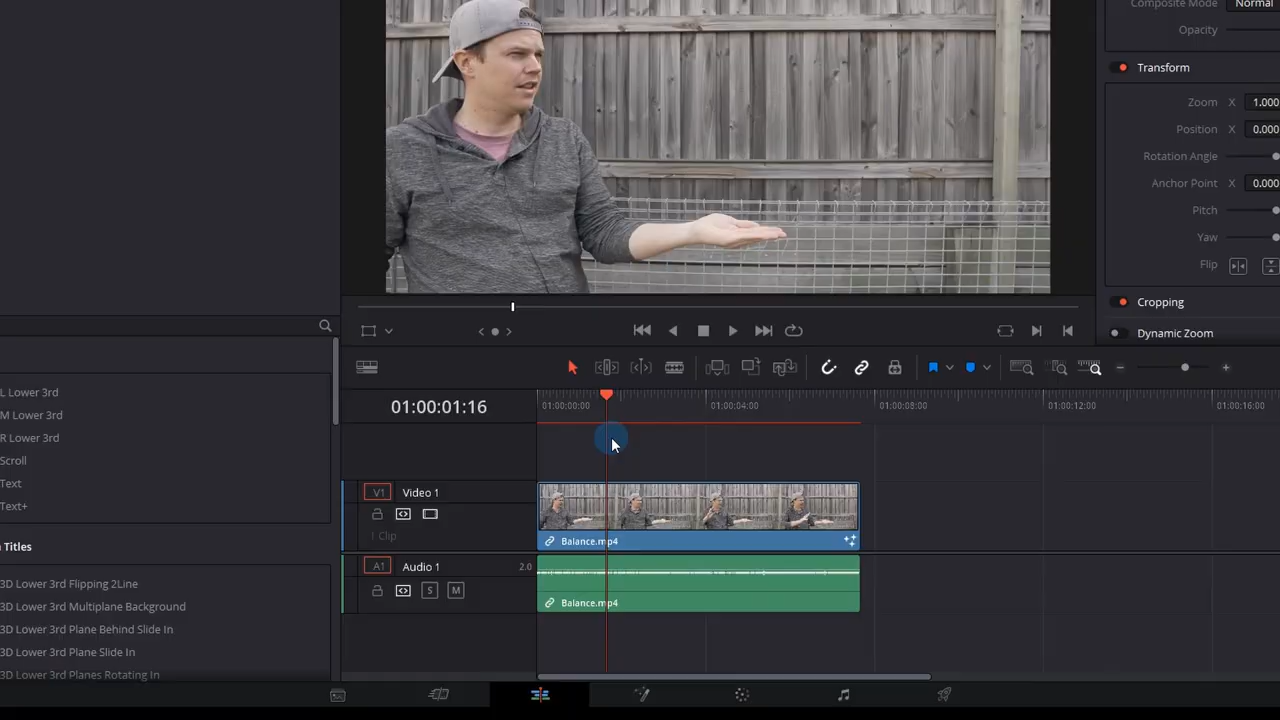 Composite Mode Normal
Opacity
Transform
Zoom X 1.000
Position X 0.000
Rotation Angle
Anchor Point X 0.000
Pitch
Yaw
Flip
Cropping
Dynamic Zoom
L Lower 3rd
M Lower 3rd
R Lower 3rd
Scroll
Text
Text+
n Titles
3D Lower 3rd Flipping 2Line
3D Lower 3rd Multiplane Background
3D Lower 3rd Plane Behind Slide In
3D Lower 3rd Plane Slide In
3D Lower 3rd Planes Rotating In
01:00:01:16
01:00:00:00
01:00:04:00
01:00:08:00
01:00:12:00
01:00:16:00
V1 Video 1
1 Clip
Balance.mp4
A1 Audio 1 2.0
S M
Balance.mp4